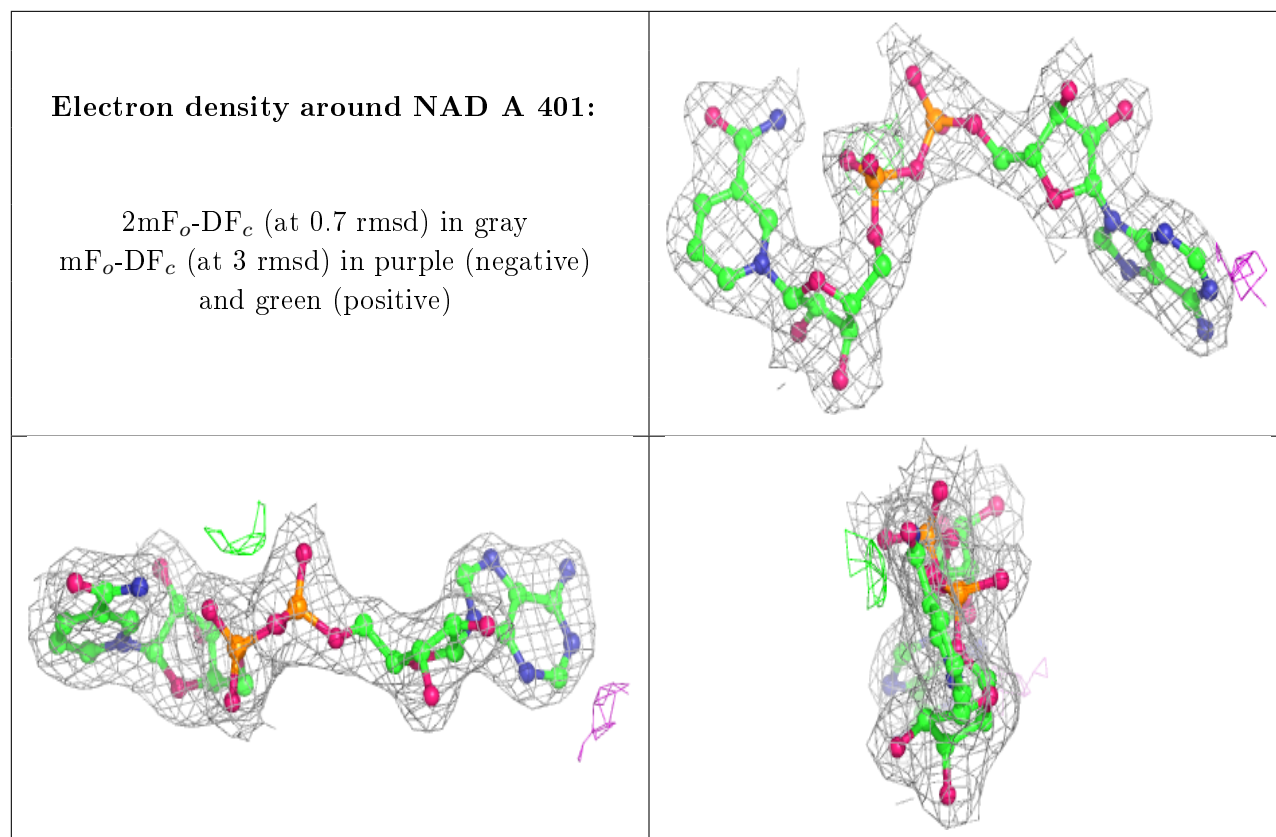 Electron density around NAD A 401:
2mFo-DFc (at 0.7 rmsd) in gray
mFo-DFc (at 3 rmsd) in purple (negative)
and green (positive)